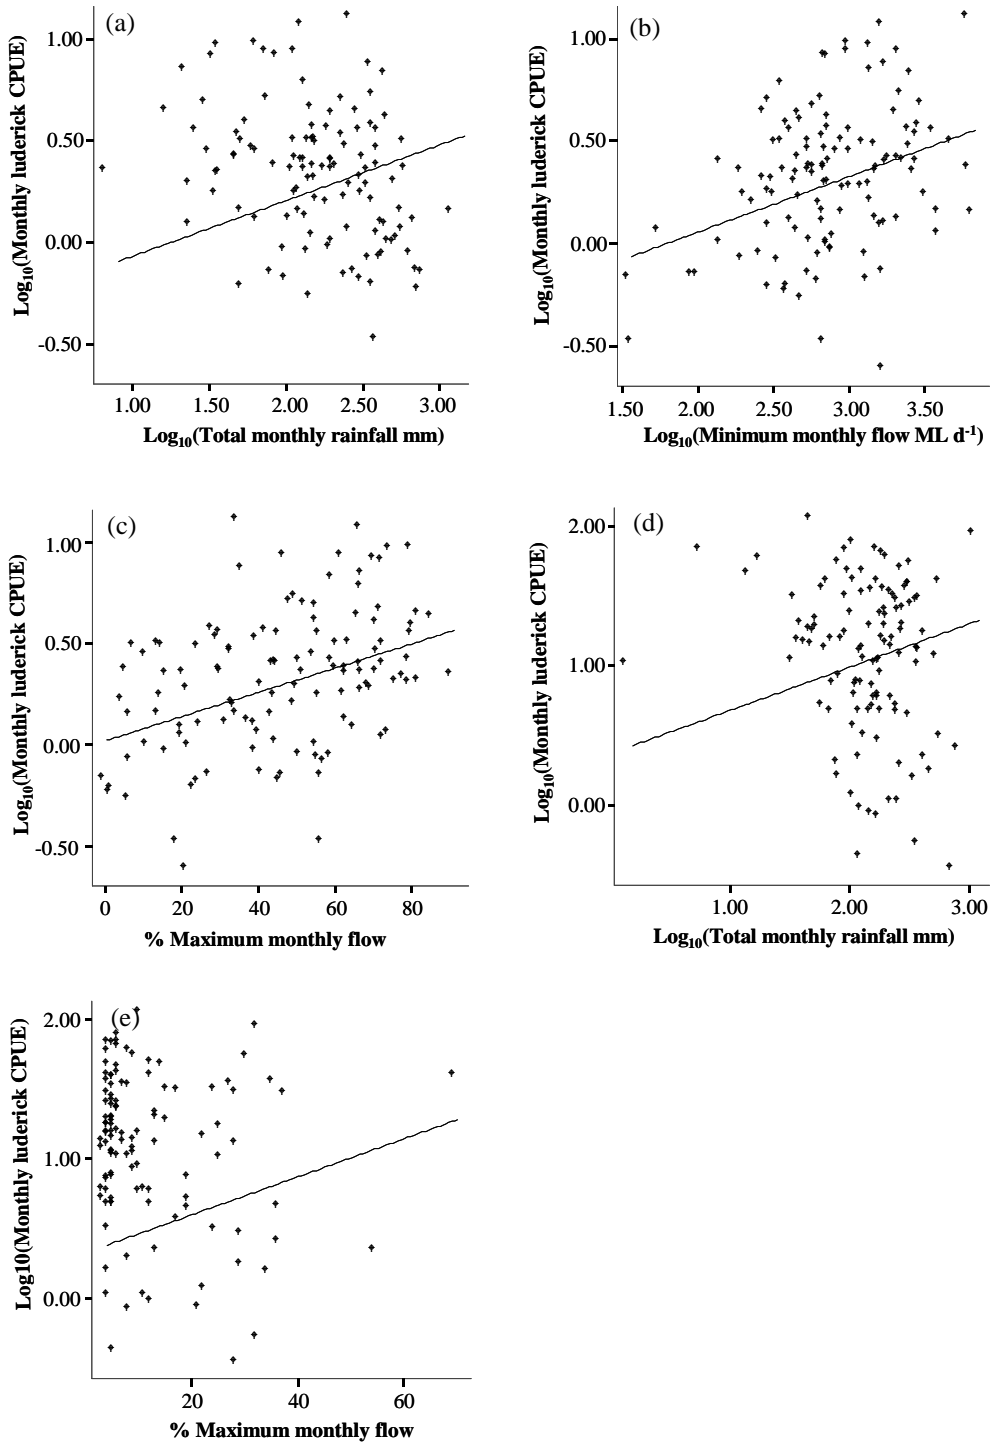 (a)
1.00
0.50
0.00
-0.50
Log10(Monthly luderick CPUE)
1.00 1.50 2.00 2.50 3.00
Log10(Total monthly rainfall mm)
(b)
1.00
0.50
0.00
-0.50
Log10(Monthly luderick CPUE)
1.50 2.00 2.50 3.00 3.50
Log10(Minimum monthly flow ML d-1)
(c)
1.00
0.50
0.00
-0.50
Log10(Monthly luderick CPUE)
0 20 40 60 80
% Maximum monthly flow
(d)
2.00
1.00
0.00
Log10(Monthly luderick CPUE)
1.00 2.00 3.00
Log10(Total monthly rainfall mm)
(e)
2.00
1.00
0.00
Log10(Monthly luderick CPUE)
20 40 60
% Maximum monthly flow